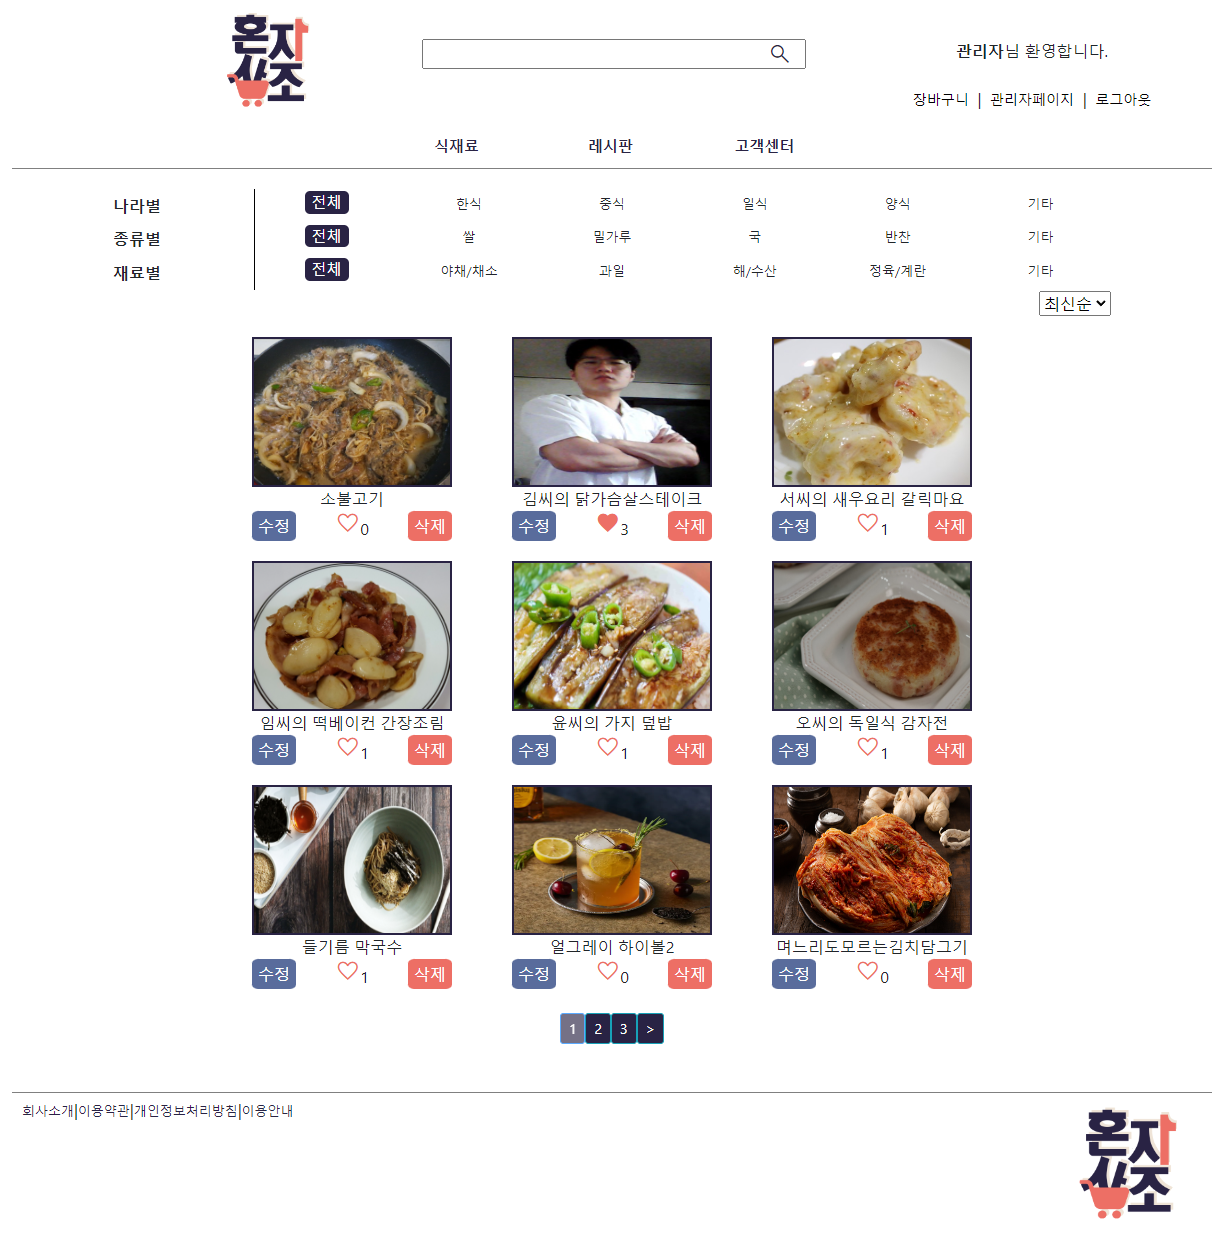 혼자
싸조
관리자님 환영합니다.
장바구니 | 관리자페이지 | 로그아웃
식재료 레시판 고객센터
나라별 전체 한식 중식 일식 양식 기타
종류별 전체 쌀 밀가루 국 반찬 기타
재료별 전체 야채/채소 과일 해/수산 정육/계란 기타
최신순
소불고기 김씨의 닭가슴살스테이크 서씨의 새우요리 갈릭마요
수정 0 삭제 수정 3 삭제 수정 1 삭제
임씨의 떡베이컨 간장조림 윤씨의 가지 덮밥 오씨의 독일식 감자전
수정 1 삭제 수정 1 삭제 수정 1 삭제
들기름 막국수 얼그레이 하이볼2 며느리도모르는김치담그기
수정 1 삭제 수정 0 삭제 수정 0 삭제
1 2 3 >
회사소개|이용약관|개인정보처리방침|이용안내
혼자
싸조